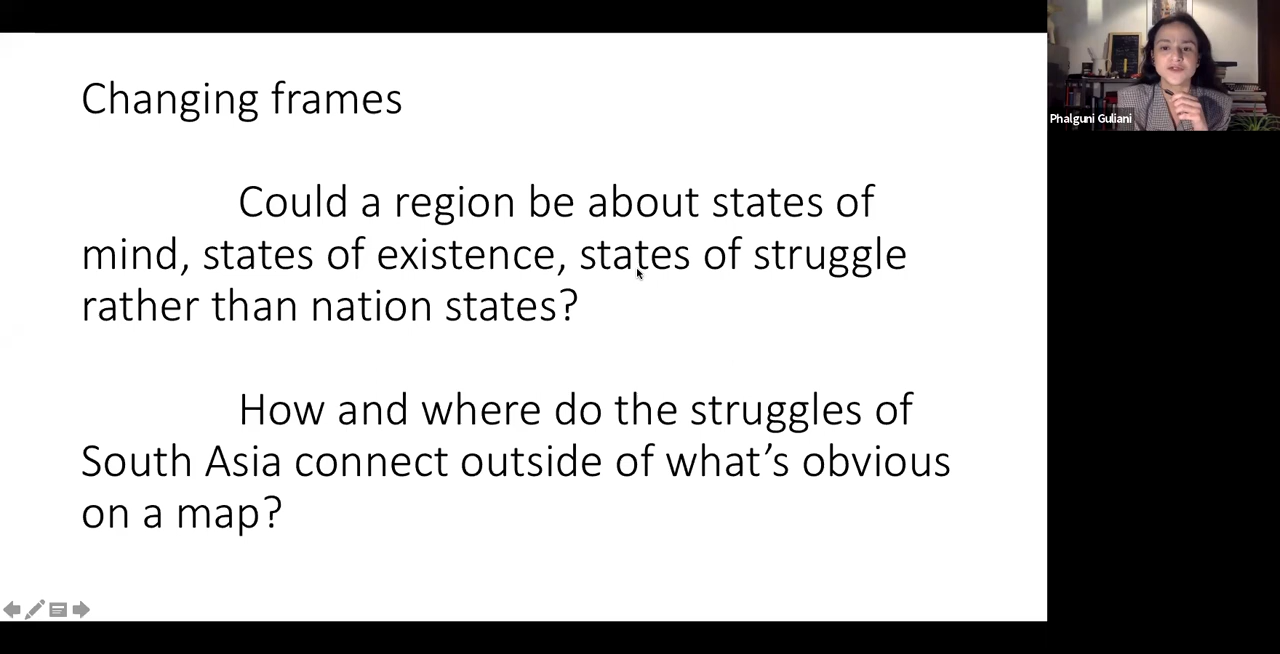 Changing frames
Could a region be about states of
mind, states of existence, states of struggle
rather than nation states?
How and where do the struggles of
South Asia connect outside of what’s obvious
on a map?
Phalguni Guliani